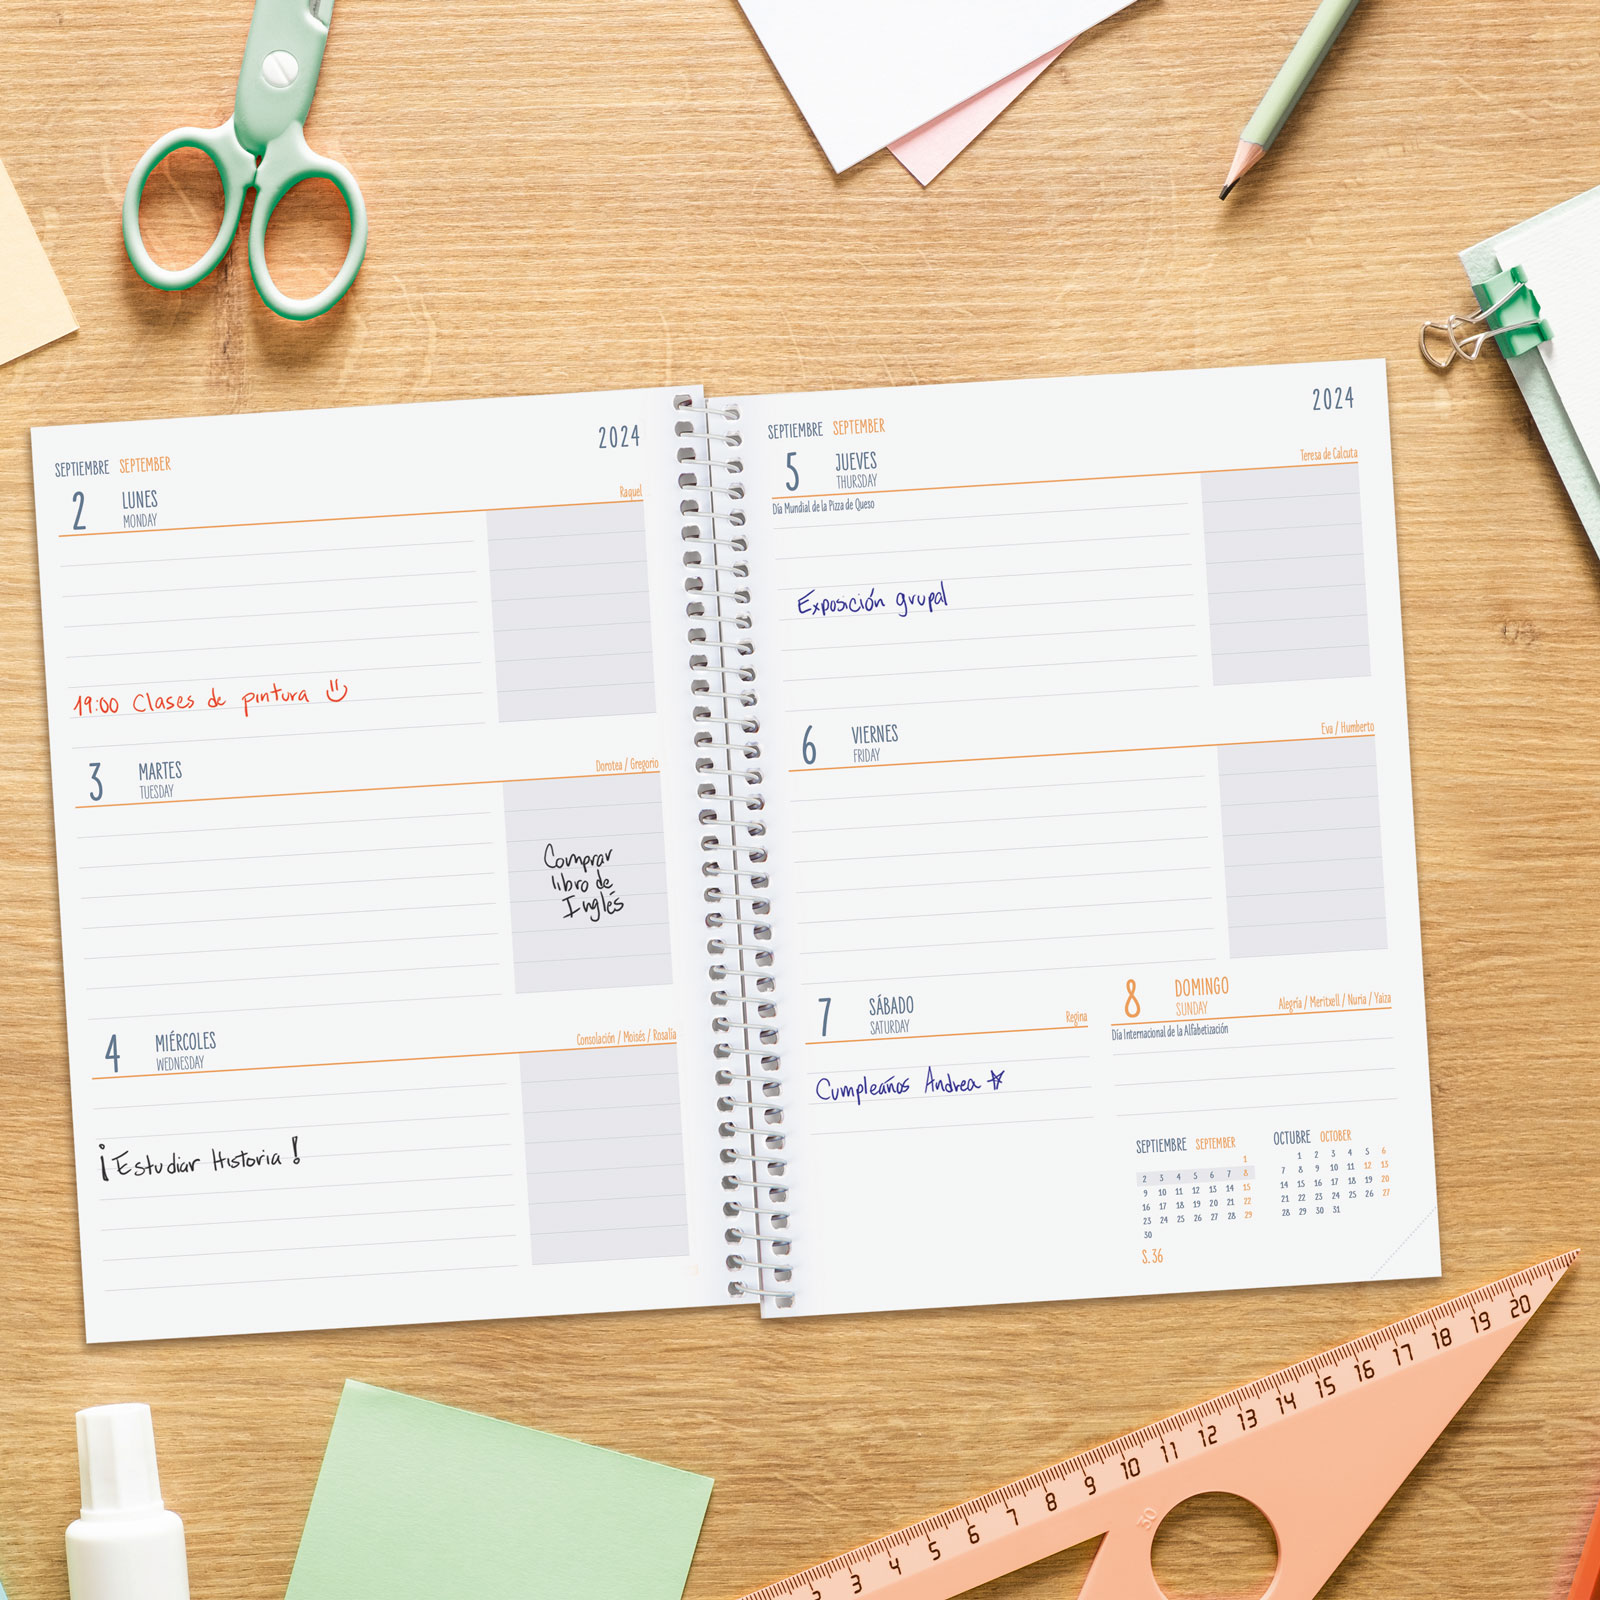 2024
SEPTIEMBRE SEPTEMBER
2 LUNES
MONDAY
Raquel
19:00 Clases de pintura
3 MARTES
TUESDAY
Dorotea / Gregorio
Comprar
libro de
Inglés
4 MIÉRCOLES
WEDNESDAY
Consolación / Moisés / Rosalía
¡Estudiar Historia!
2024
SEPTIEMBRE SEPTEMBER
5 JUEVES
THURSDAY
Teresa de Calcuta
Día Mundial de la Pizza de Queso
Exposición grupal
6 VIERNES
FRIDAY
Eva / Humberto
7 SÁBADO
SATURDAY
Regina
Cumpleaños Andrea
8 DOMINGO
SUNDAY
Alegría / Meritxell / Nuria / Yaiza
Día Internacional de la Alfabetización
SEPTIEMBRE SEPTEMBER
1
2 3 4 5 6 7 8
9 10 11 12 13 14 15
16 17 18 19 20 21 22
23 24 25 26 27 28 29
30
S. 36
OCTUBRE OCTOBER
1 2 3 4 5 6
7 8 9 10 11 12 13
14 15 16 17 18 19 20
21 22 23 24 25 26 27
28 29 30 31
2 3 4 5 6 7 8 9 10 11 12 13 14 15 16 17 18 19 20
30